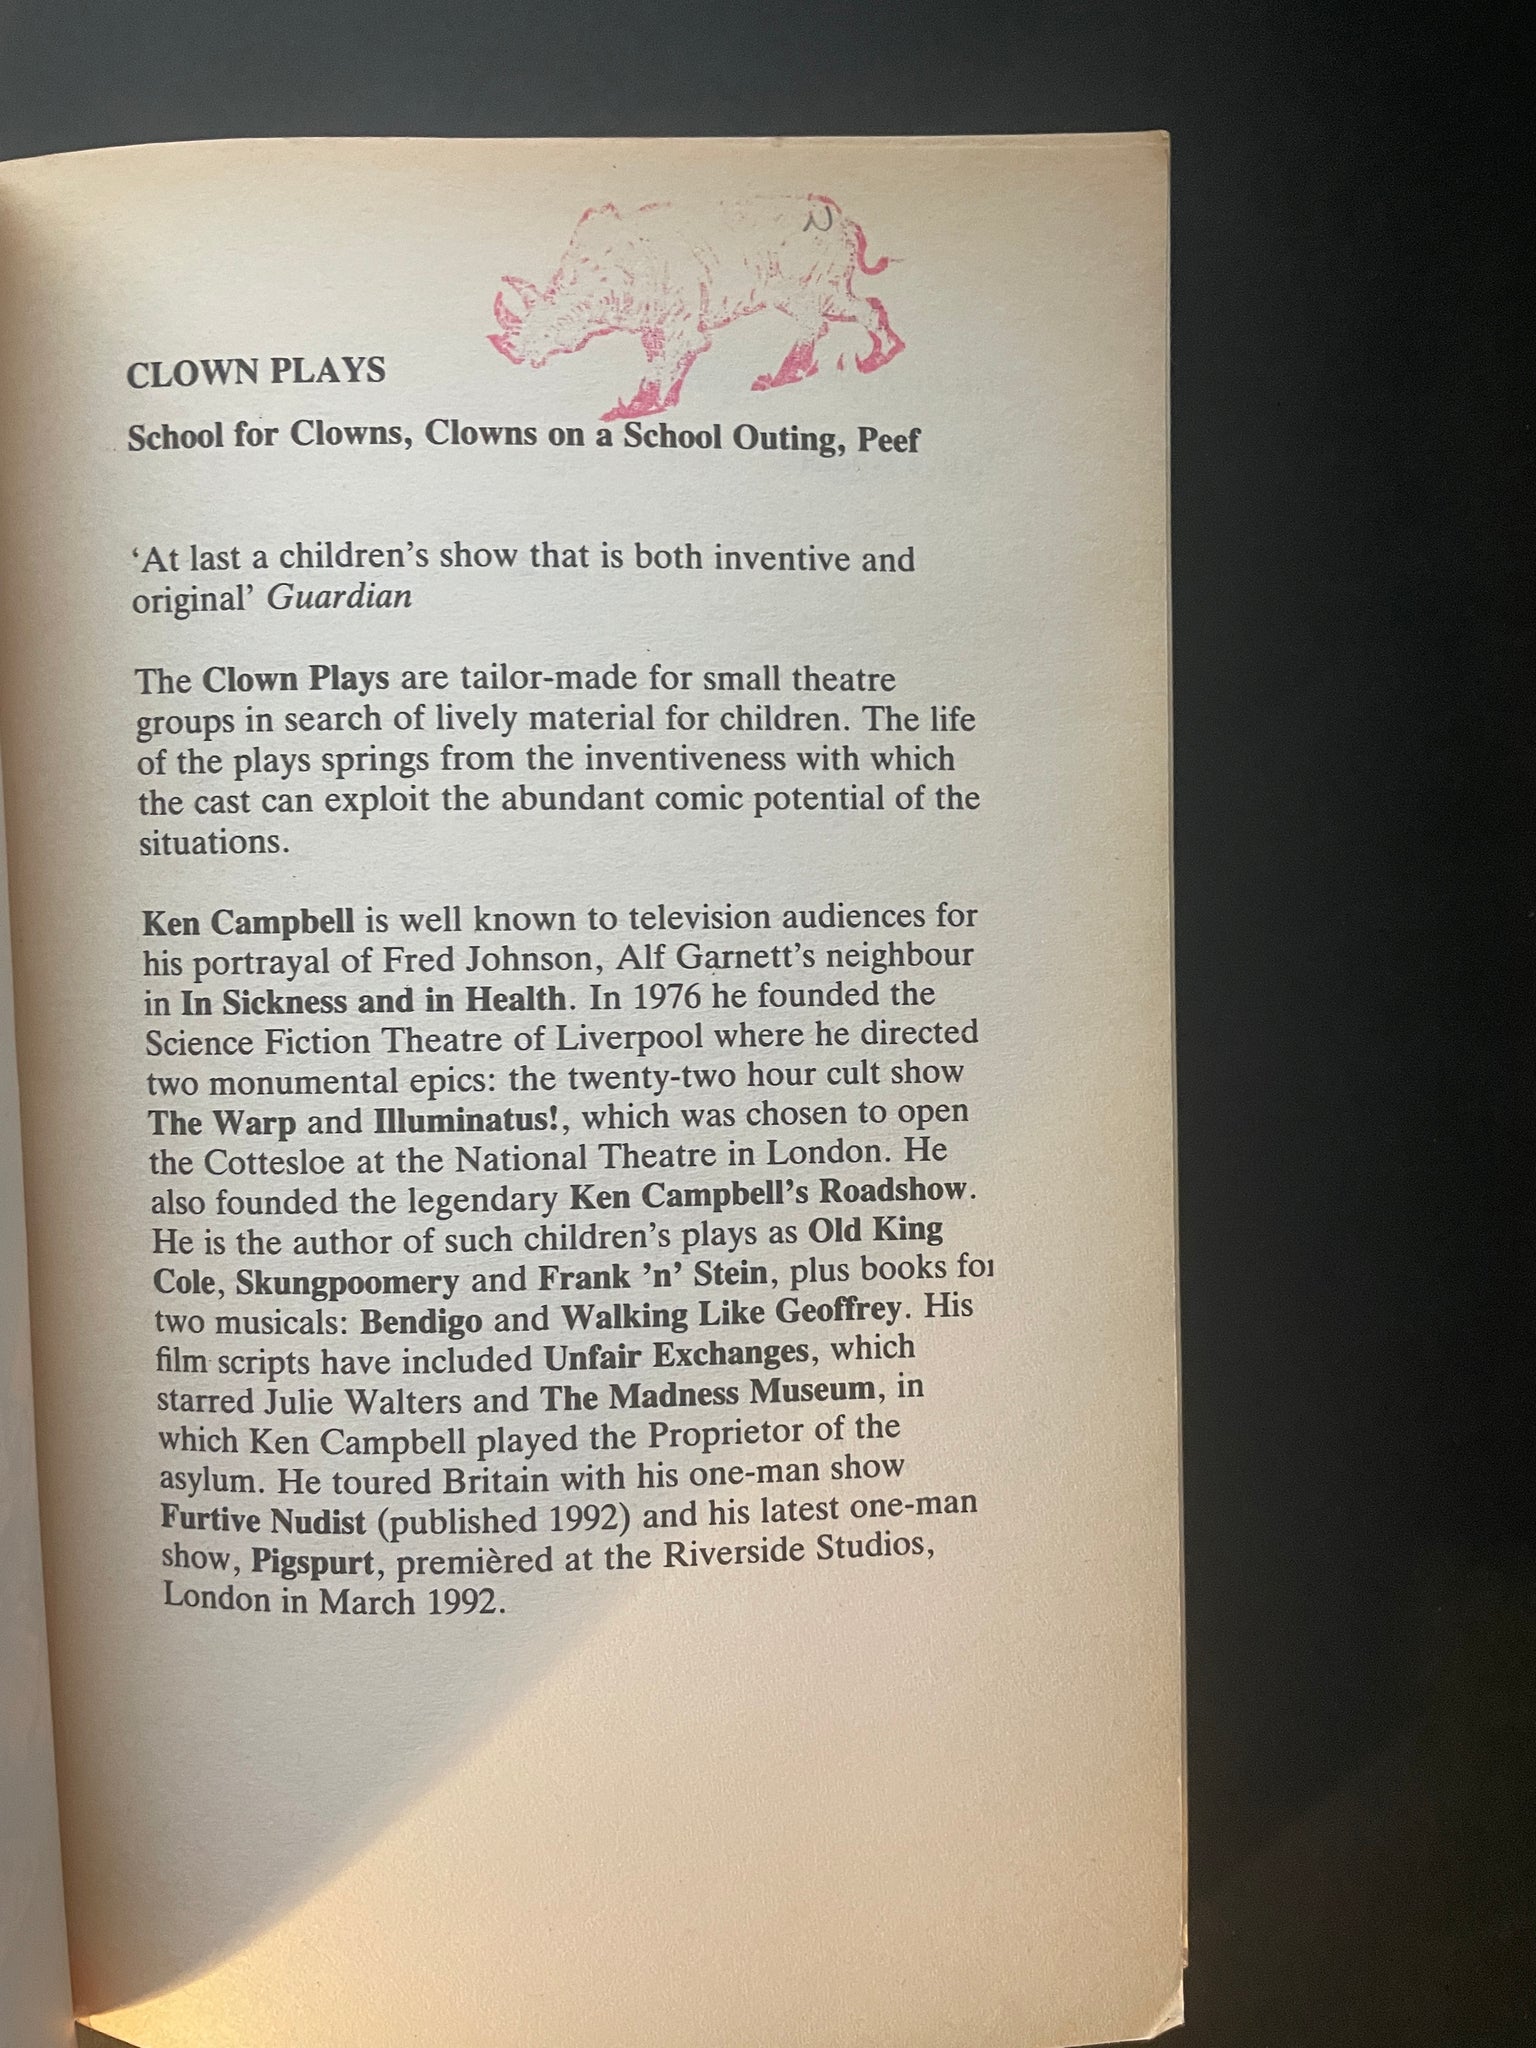 CLOWN PLAYS
School for Clowns, Clowns on a School Outing, Peef
‘At last a children’s show that is both inventive and
original’ Guardian
The Clown Plays are tailor-made for small theatre
groups in search of lively material for children. The life
of the plays springs from the inventiveness with which
the cast can exploit the abundant comic potential of the
situations.
Ken Campbell is well known to television audiences for
his portrayal of Fred Johnson, Alf Garnett’s neighbour
in In Sickness and in Health. In 1976 he founded the
Science Fiction Theatre of Liverpool where he directed
two monumental epics: the twenty-two hour cult show
The Warp and Illuminatus!, which was chosen to open
the Cottesloe at the National Theatre in London. He
also founded the legendary Ken Campbell’s Roadshow.
He is the author of such children’s plays as Old King
Cole, Skungpoomery and Frank ’n’ Stein, plus books for
two musicals: Bendigo and Walking Like Geoffrey. His
film scripts have included Unfair Exchanges, which
starred Julie Walters and The Madness Museum, in
which Ken Campbell played the Proprietor of the
asylum. He toured Britain with his one-man show
Furtive Nudist (published 1992) and his latest one-man
show, Pigspurt, premièred at the Riverside Studios,
London in March 1992.